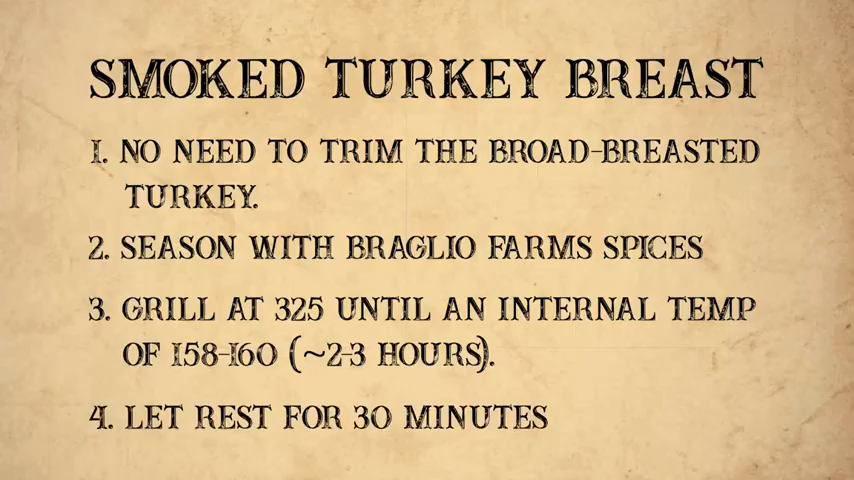 SMOKED TURKEY BREAST
1. NO NEED TO TRIM THE BROAD-BREASTED
TURKEY.
2. SEASON WITH BRAGLIO FARMS SPICES
3. GRILL AT 325 UNTIL AN INTERNAL TEMP
OF 158-160 (~2-3 HOURS).
4. LET REST FOR 30 MINUTES